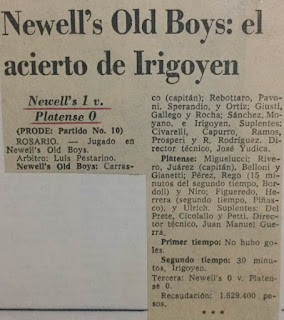 Newell's Old Boys: el
acierto de Irigoyen
Newell's 1 v.
Platense 0
(PRODE: Partido No. 10)
ROSARIO. — Jugado en
Newell's Old Boys.
Arbitro: Luis Pestarino.
Newell's Old Boys: Carras-
co (capitán); Rebottaro, Pavo-
ni, Sperandio, y Ortiz; Giusti,
Gallego y Rocha; Sánchez, Mo-
yano, e Irigoyen, Suplentes:
Civarelli, Capurro, Ramos,
Prosperi y R. Rodríguez. Di-
rector técnico, José Yudica.
Platense: Miguelucci; Rive-
ro, Juárez (capitán), Belloni y
Gianetti; Pérez, Rego (15 mi-
nutos del segundo tiempo, Bor-
doli) y Niro; Figueredo, He-
rrera (segundo tiempo, Piñas-
co), y Ulrich. Suplentes: Del
Prete, Cicolallo y Petti. Direc-
tor técnico, Juan Manuel Gue-
rra.
Primer tiempo: No hubo go-
les.
Segundo tiempo: 39 minu-
tos, Irigoyen.
Tercera: Newell's 0 v. Platen-
se 0.
Recaudación: 1.529.400 pe-
sos.
* * *